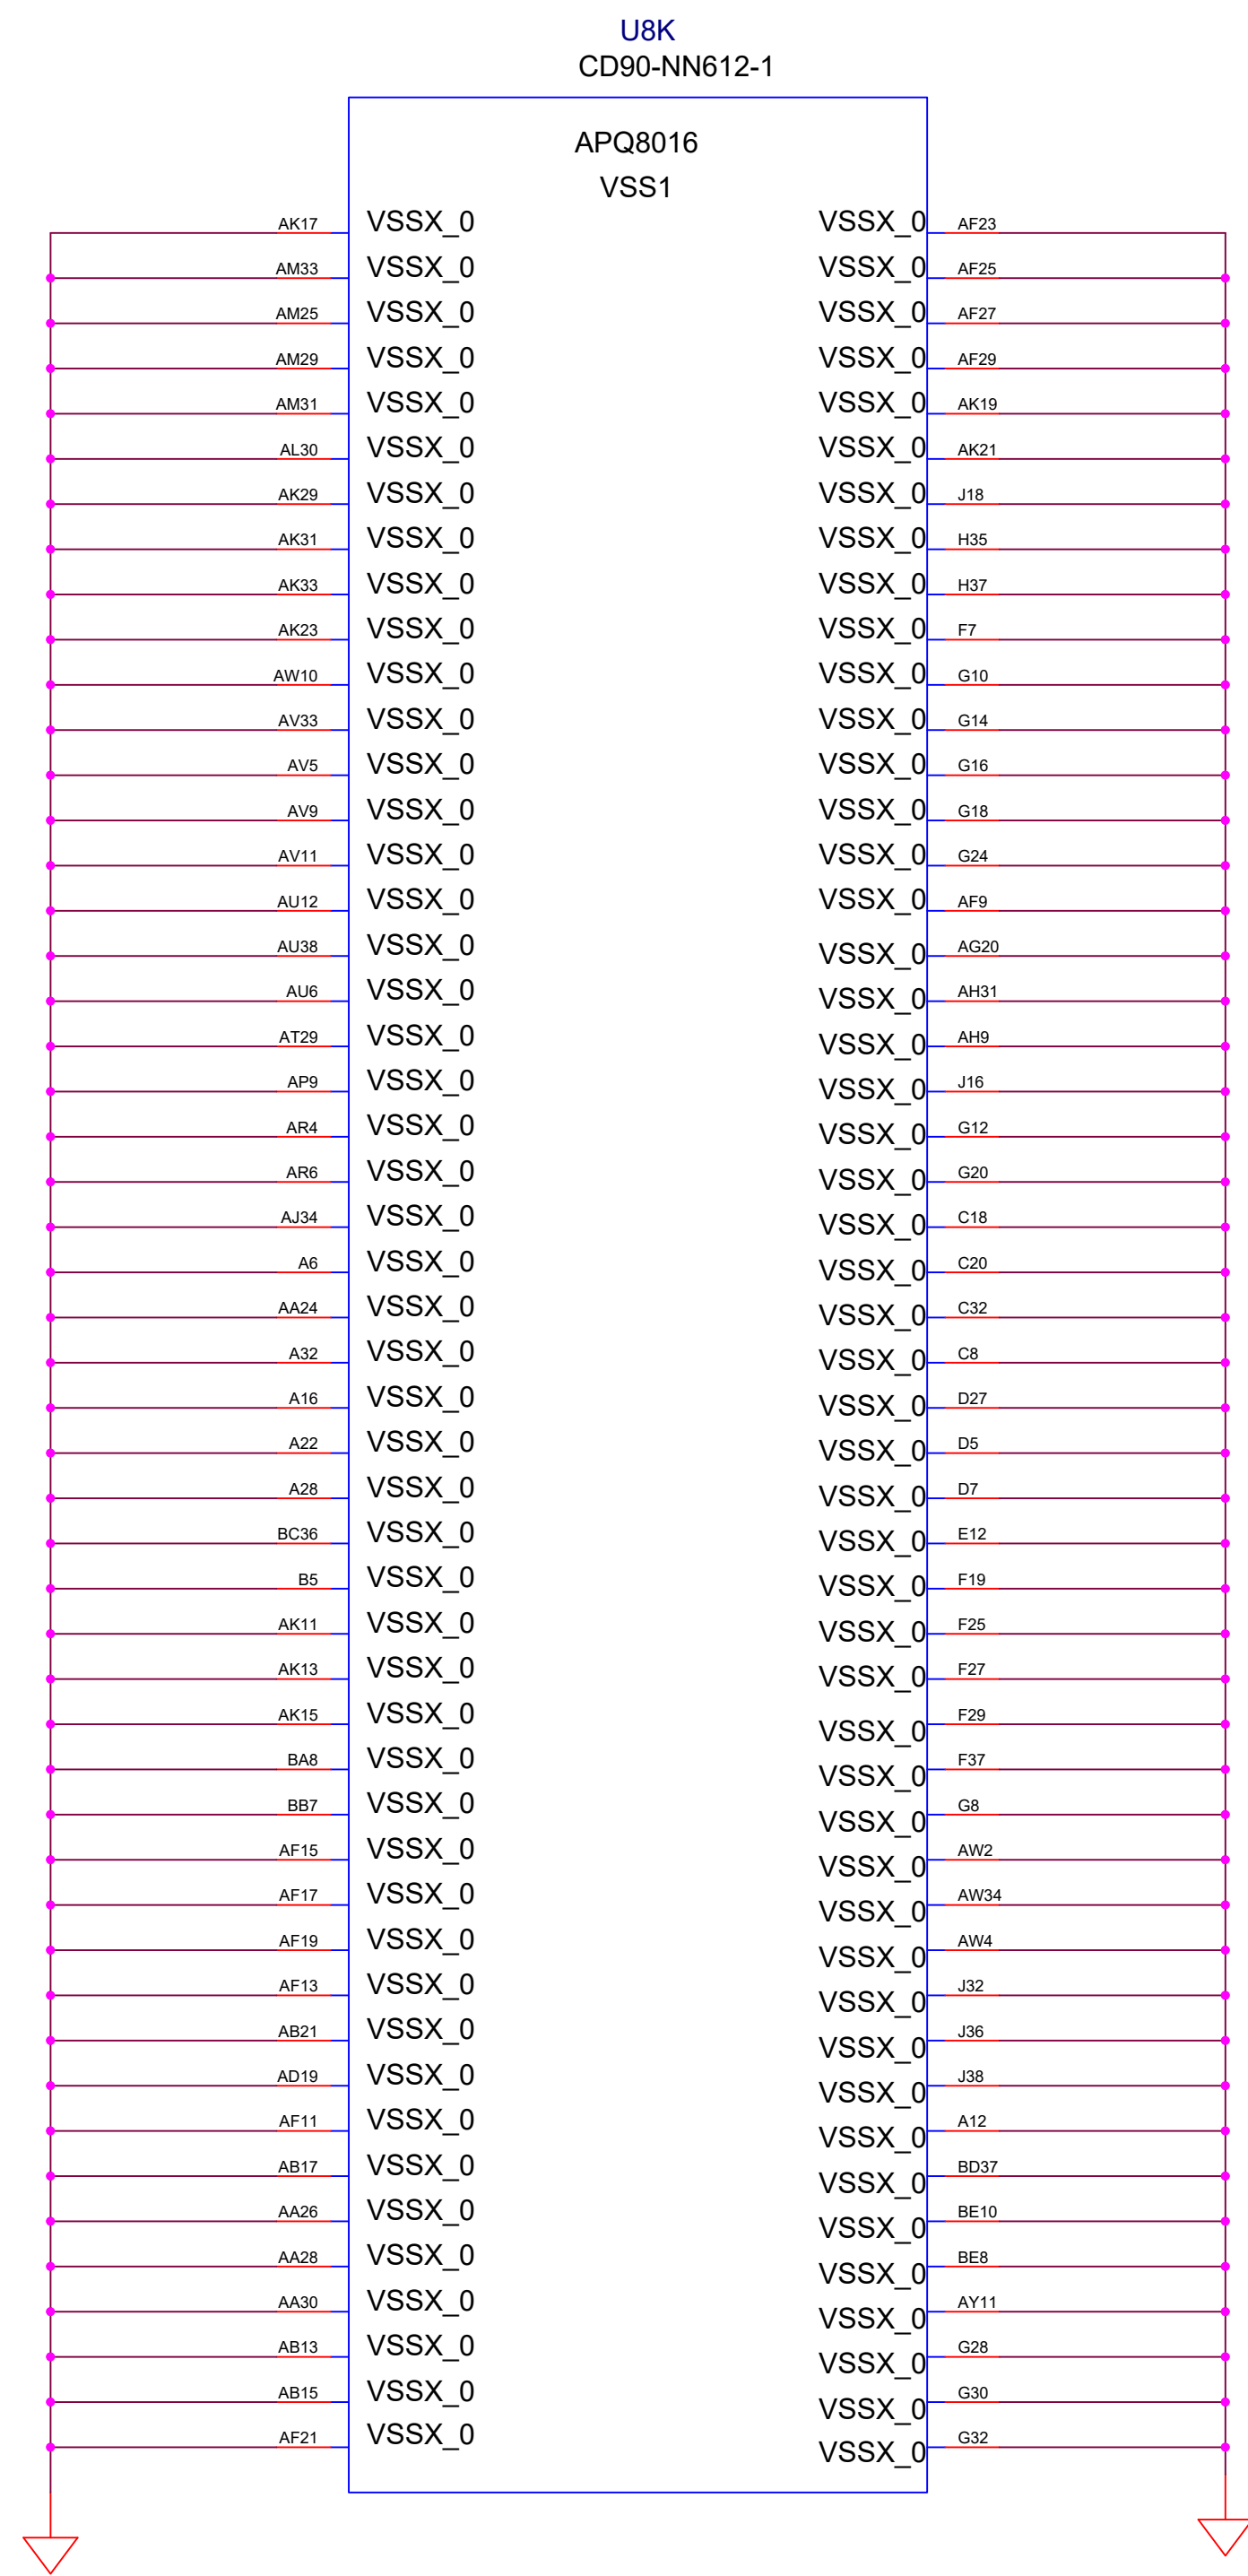 U8K
CD90-NN612-1
APQ8016
VSS1
AK17 VSSX_0 VSSX_0 AF23
AM33 VSSX_0 VSSX_0 AF25
AM25 VSSX_0 VSSX_0 AF27
AM29 VSSX_0 VSSX_0 AF29
AM31 VSSX_0 VSSX_0 AK19
AL30 VSSX_0 VSSX_0 AK21
AK29 VSSX_0 VSSX_0 J18
AK31 VSSX_0 VSSX_0 H35
AK33 VSSX_0 VSSX_0 H37
AK23 VSSX_0 VSSX_0 F7
AW10 VSSX_0 VSSX_0 G10
AV33 VSSX_0 VSSX_0 G14
AV5 VSSX_0 VSSX_0 G16
AV9 VSSX_0 VSSX_0 G18
AV11 VSSX_0 VSSX_0 G24
AU12 VSSX_0 VSSX_0 AF9
AU38 VSSX_0 VSSX_0 AG20
AU6 VSSX_0 VSSX_0 AH31
AT29 VSSX_0 VSSX_0 AH9
AP9 VSSX_0 VSSX_0 J16
AR4 VSSX_0 VSSX_0 G12
AR6 VSSX_0 VSSX_0 G20
AJ34 VSSX_0 VSSX_0 C18
A6 VSSX_0 VSSX_0 C20
AA24 VSSX_0 VSSX_0 C32
A32 VSSX_0 VSSX_0 C8
A16 VSSX_0 VSSX_0 D27
A22 VSSX_0 VSSX_0 D5
A28 VSSX_0 VSSX_0 D7
BC36 VSSX_0 VSSX_0 E12
B5 VSSX_0 VSSX_0 F19
AK11 VSSX_0 VSSX_0 F25
AK13 VSSX_0 VSSX_0 F27
AK15 VSSX_0 VSSX_0 F29
BA8 VSSX_0 VSSX_0 F37
BB7 VSSX_0 VSSX_0 G8
AF15 VSSX_0 VSSX_0 AW2
AF17 VSSX_0 VSSX_0 AW34
AF19 VSSX_0 VSSX_0 AW4
AF13 VSSX_0 VSSX_0 J32
AB21 VSSX_0 VSSX_0 J36
AD19 VSSX_0 VSSX_0 J38
AF11 VSSX_0 VSSX_0 A12
AB17 VSSX_0 VSSX_0 BD37
AA26 VSSX_0 VSSX_0 BE10
AA28 VSSX_0 VSSX_0 BE8
AA30 VSSX_0 VSSX_0 AY11
AB13 VSSX_0 VSSX_0 G28
AB15 VSSX_0 VSSX_0 G30
AF21 VSSX_0 VSSX_0 G32